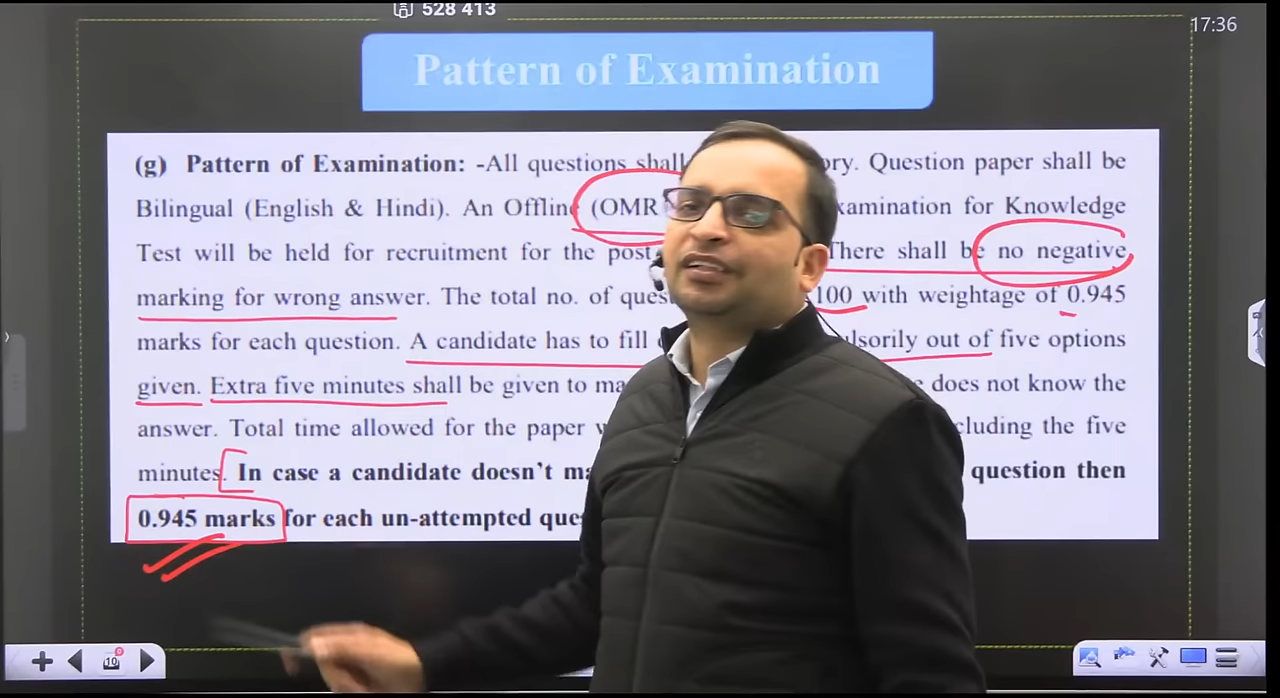 528 413
17:36
Pattern of Examination
(g) Pattern of Examination: -All questions shall ory. Question paper shall be
Bilingual (English & Hindi). An Offline (OMR xamination for Knowledge
Test will be held for recruitment for the post There shall be no negative
marking for wrong answer. The total no. of ques 100 with weightage of 0.945
marks for each question. A candidate has to fill lsorily out of five options
given. Extra five minutes shall be given to ma e does not know the
answer. Total time allowed for the paper w cluding the five
minutes. In case a candidate doesn't ma question then
0.945 marks for each un-attempted que
10